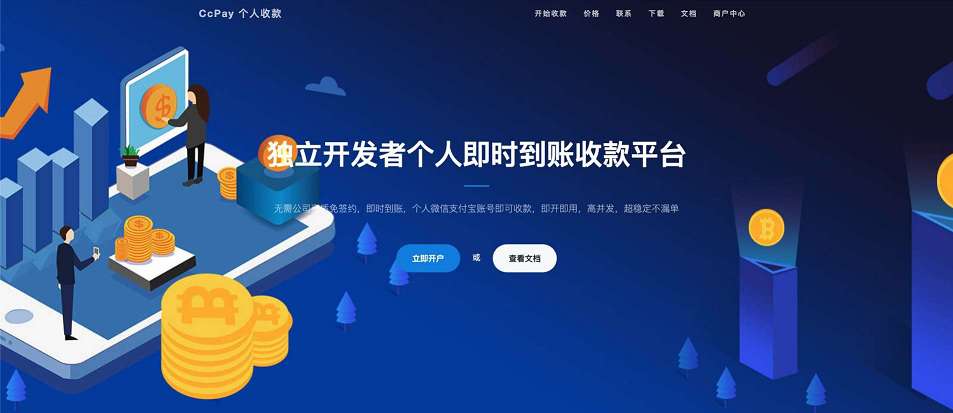 CcPay 个人收款
开始收款 价格 联系 下载 文档 商户中心
独立开发者个人即时到账收款平台
无需公司资质免签约，即时到账，个人微信支付宝账号即可收款，即开即用，高并发，超稳定不漏单
立即开户 或 查看文档